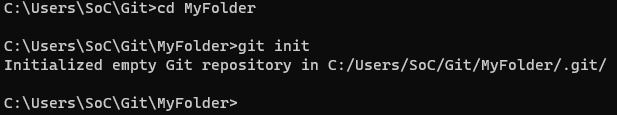 C:\Users\SoC\Git>cd MyFolder
C:\Users\SoC\Git\MyFolder>git init
Initialized empty Git repository in C:/Users/SoC/Git/MyFolder/.git/
C:\Users\SoC\Git\MyFolder>